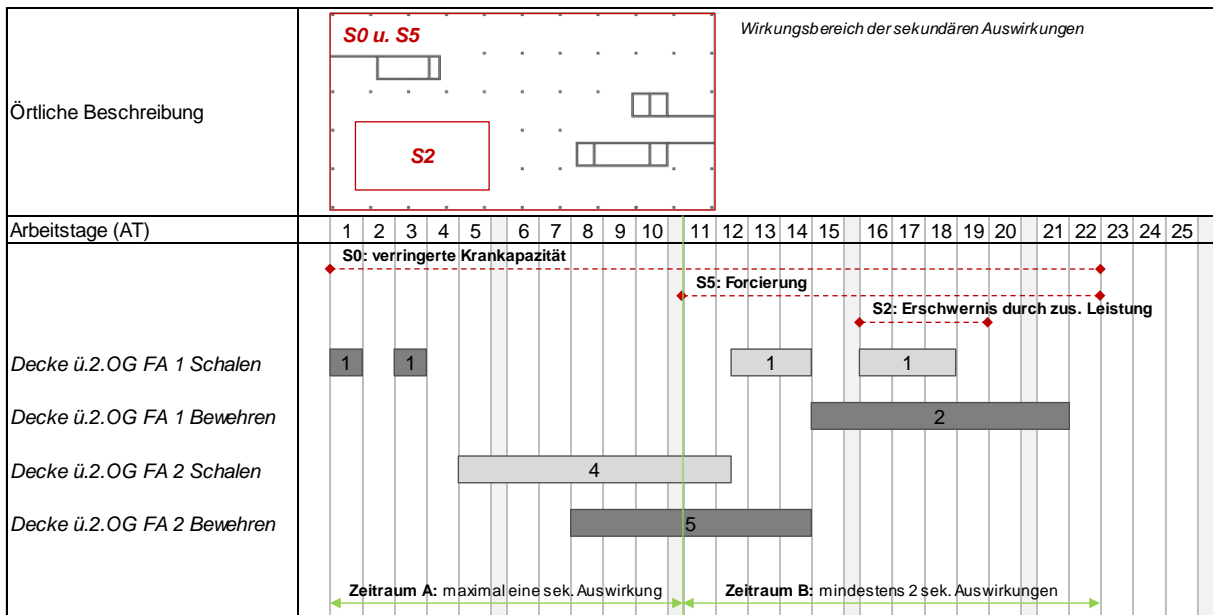 S0 u. S5
Wirkungsbereich der sekundären Auswirkungen
Örtliche Beschreibung
S2
Arbeitstage (AT)
1 2 3 4 5 6 7 8 9 10 11 12 13 14 15 16 17 18 19 20 21 22 23 24 25
S0: verringerte Krankapazität
S5: Forcierung
S2: Erschwernis durch zus. Leistung
Decke ü.2.OG FA 1 Schalen 1 1 1 1
Decke ü.2.OG FA 1 Bewehren 2
Decke ü.2.OG FA 2 Schalen 4
Decke ü.2.OG FA 2 Bewehren 5
Zeitraum A: maximal eine sek. Auswirkung
Zeitraum B: mindestens 2 sek. Auswirkungen